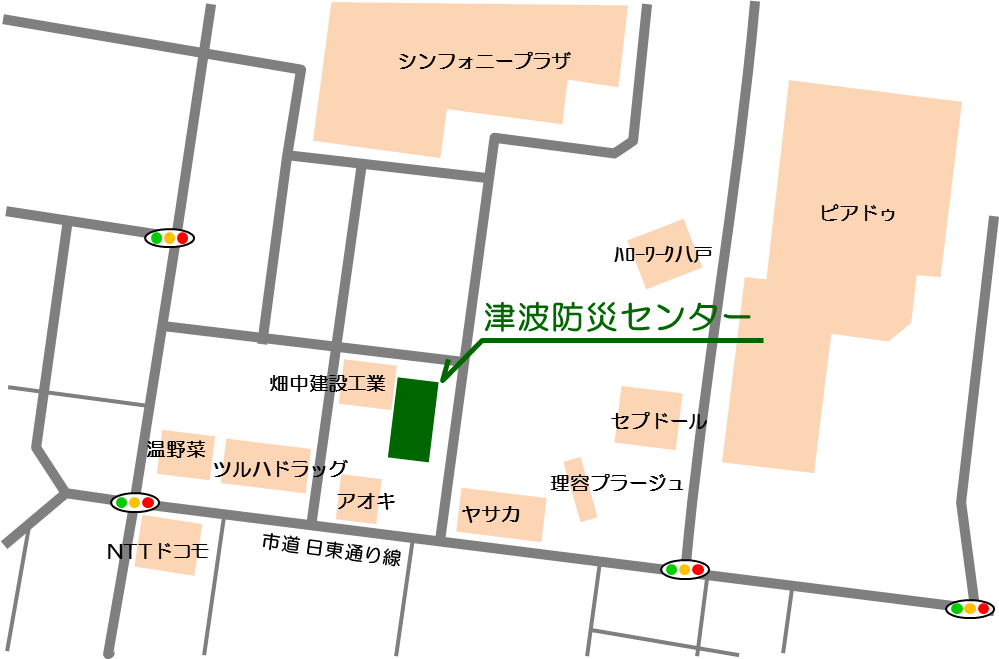 シンフォニープラザ
ピアドゥ
ﾊﾛｰﾜｰｸ八戸
津波防災センター
畑中建設工業
セプドール
温野菜
ツルハドラッグ
理容プラージュ
アオキ
ヤサカ
NTTドコモ
市道 日東通り線